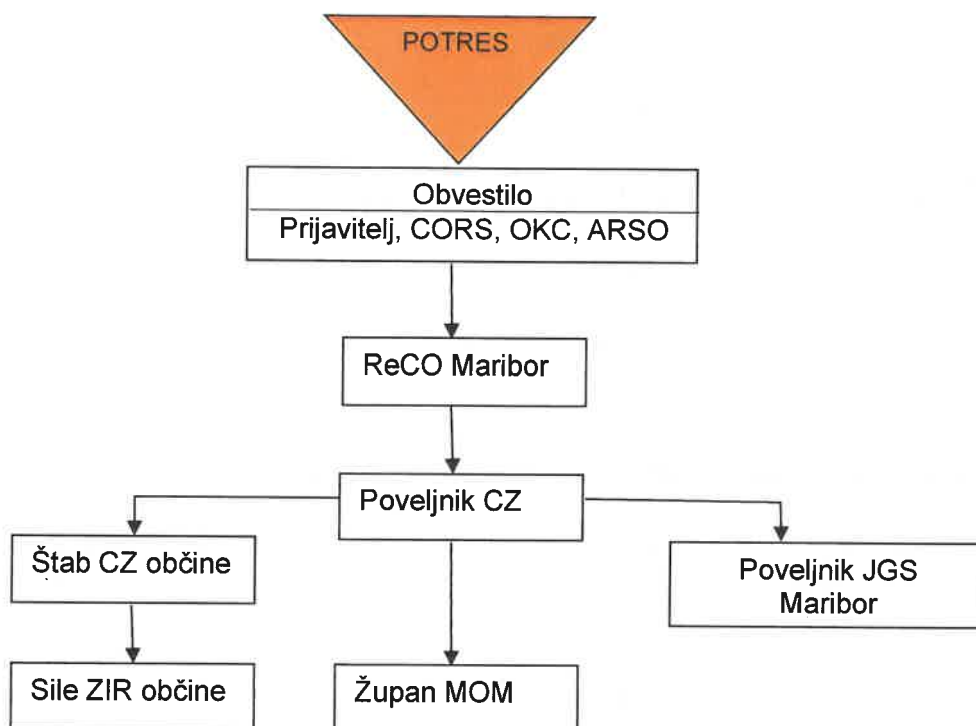 POTRES
Obvestilo
Prijavitelj, CORS, OKC, ARSO
ReCO Maribor
Poveljnik CZ
Štab CZ občine
Poveljnik JGS
Maribor
Sile ZIR občine
Župan MOM